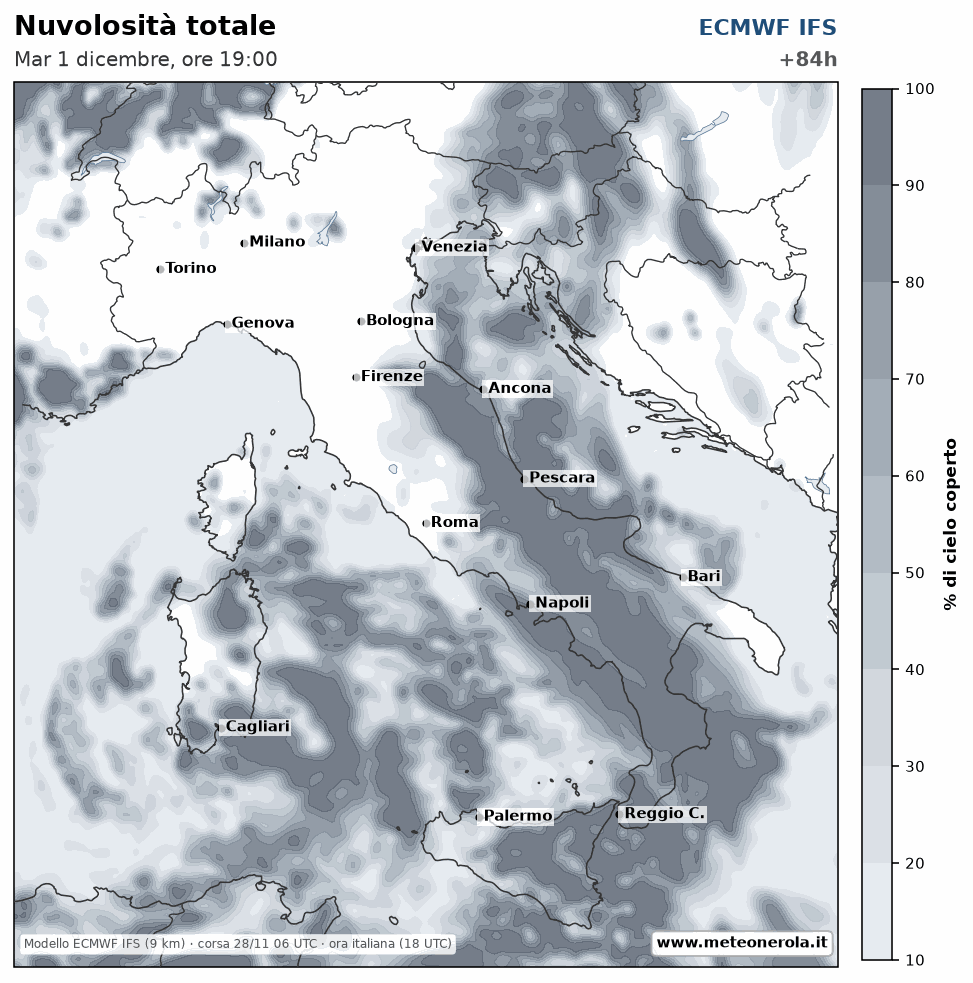 Nuvolosità totale
ECMWF IFS
Mar 1 dicembre, ore 19:00
+84h
Milano
Venezia
Torino
Genova
Bologna
Firenze
Ancona
Pescara
Roma
Bari
Napoli
Cagliari
Palermo
Reggio C.
100
90
80
70
60
50
40
30
20
10
% di cielo coperto
Modello ECMWF IFS (9 km) · corsa 28/11 06 UTC · ora italiana (18 UTC)
www.meteonerola.it